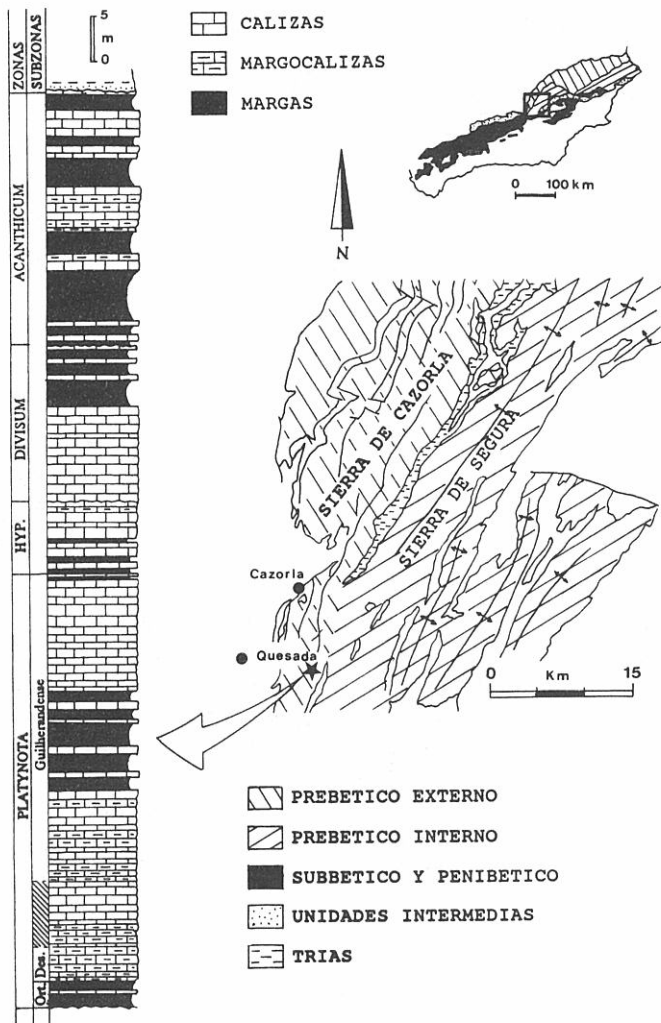 ZONAS
SUBZONAS
5
m
0
CALIZAS
MARGOCALIZAS
MARGAS
0 100 km
N
ACANTHICUM
DIVISUM
HYP.
PLATYNOTA
Guilherandense
Des.
Ort.
SIERRA DE CAZORLA
SIERRA DE SEGURA
Cazorla
Quesada
Km
0 15
PREBETICO EXTERNO
PREBETICO INTERNO
SUBBETICO Y PENIBETICO
UNIDADES INTERMEDIAS
TRIAS